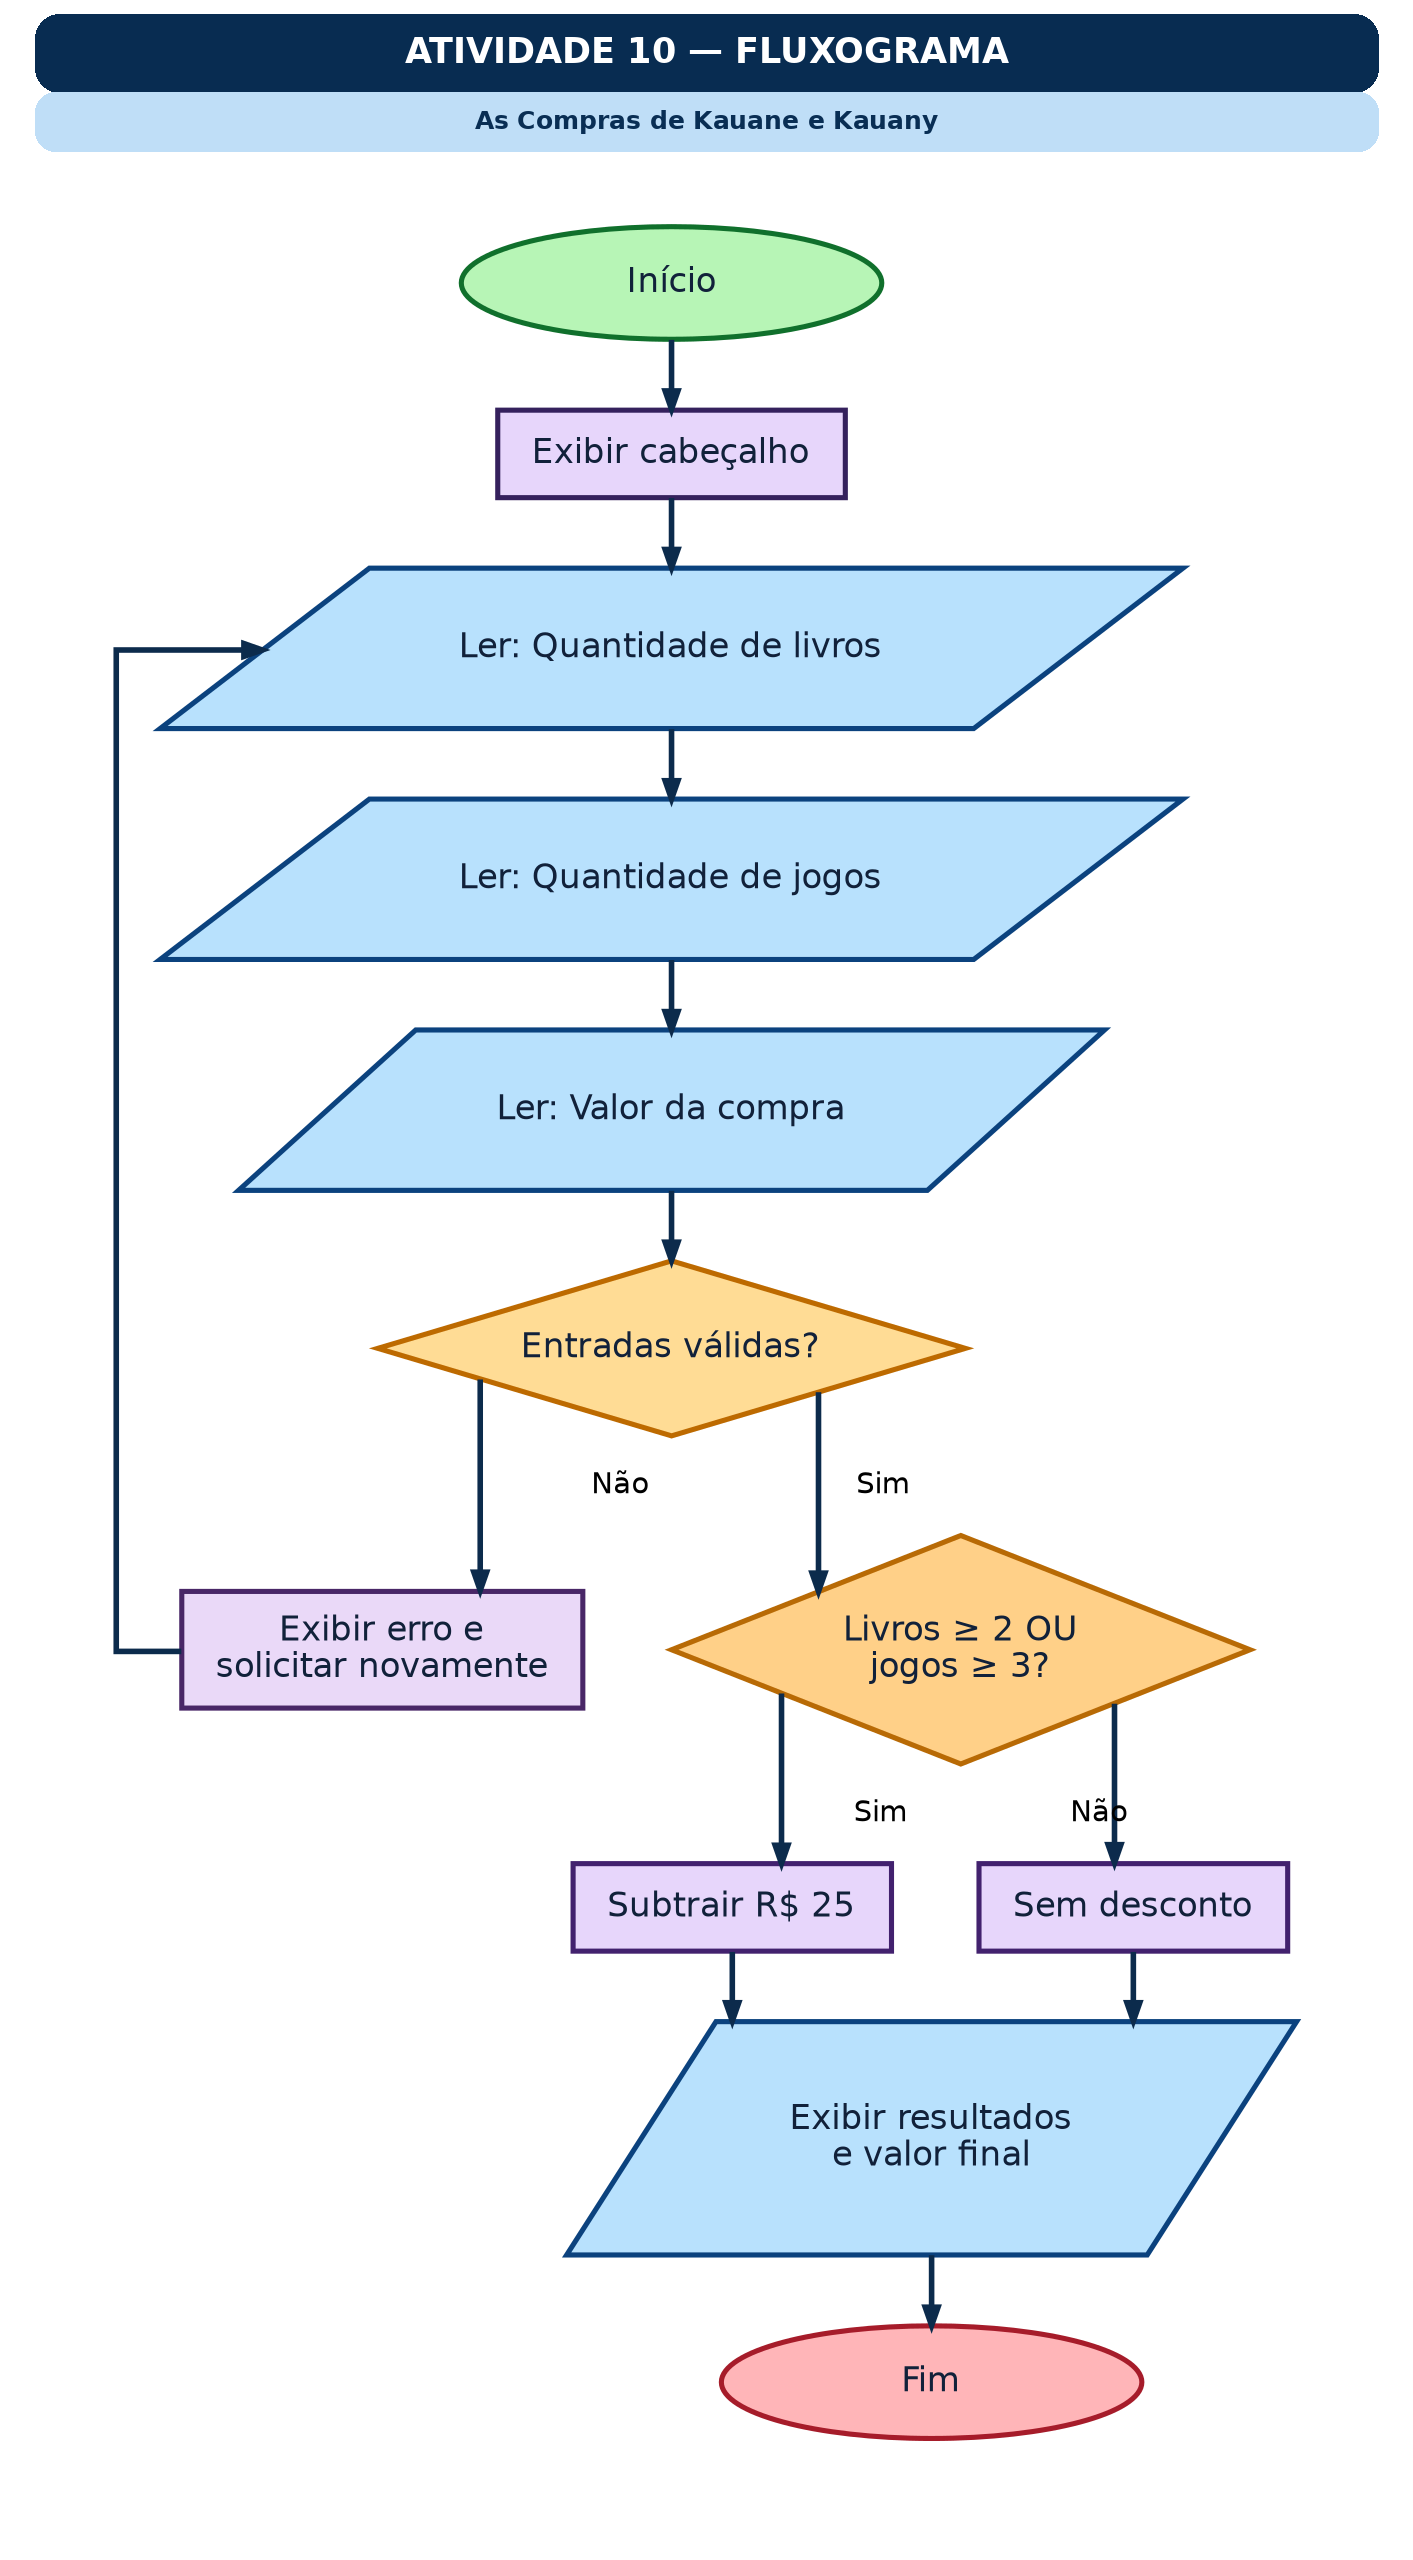 ATIVIDADE 10 — FLUXOGRAMA
As Compras de Kauane e Kauany
Início
Exibir cabeçalho
Ler: Quantidade de livros
Ler: Quantidade de jogos
Ler: Valor da compra
Entradas válidas?
Não
Sim
Exibir erro e
solicitar novamente
Livros ≥ 2 OU
jogos ≥ 3?
Sim
Não
Subtrair R$ 25
Sem desconto
Exibir resultados
e valor final
Fim